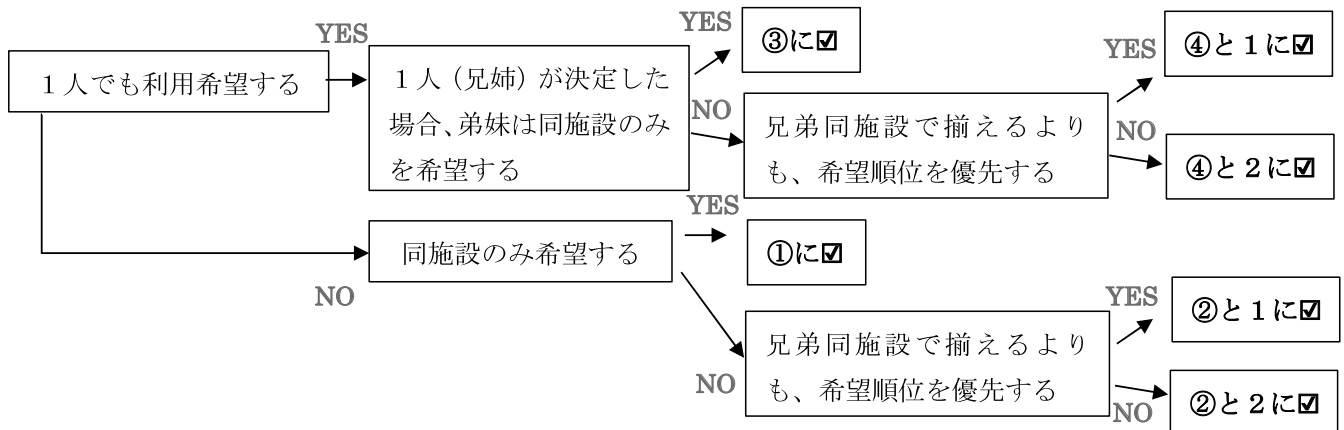 YES
１人でも利用希望する
１人（兄姉）が決定した
場合、弟妹は同施設のみ
を希望する
YES
③に☑
NO
兄弟同施設で揃えるより
も、希望順位を優先する
YES
④と１に☑
NO
④と２に☑
NO
同施設のみ希望する
YES
①に☑
NO
兄弟同施設で揃えるより
も、希望順位を優先する
YES
②と１に☑
NO
②と２に☑